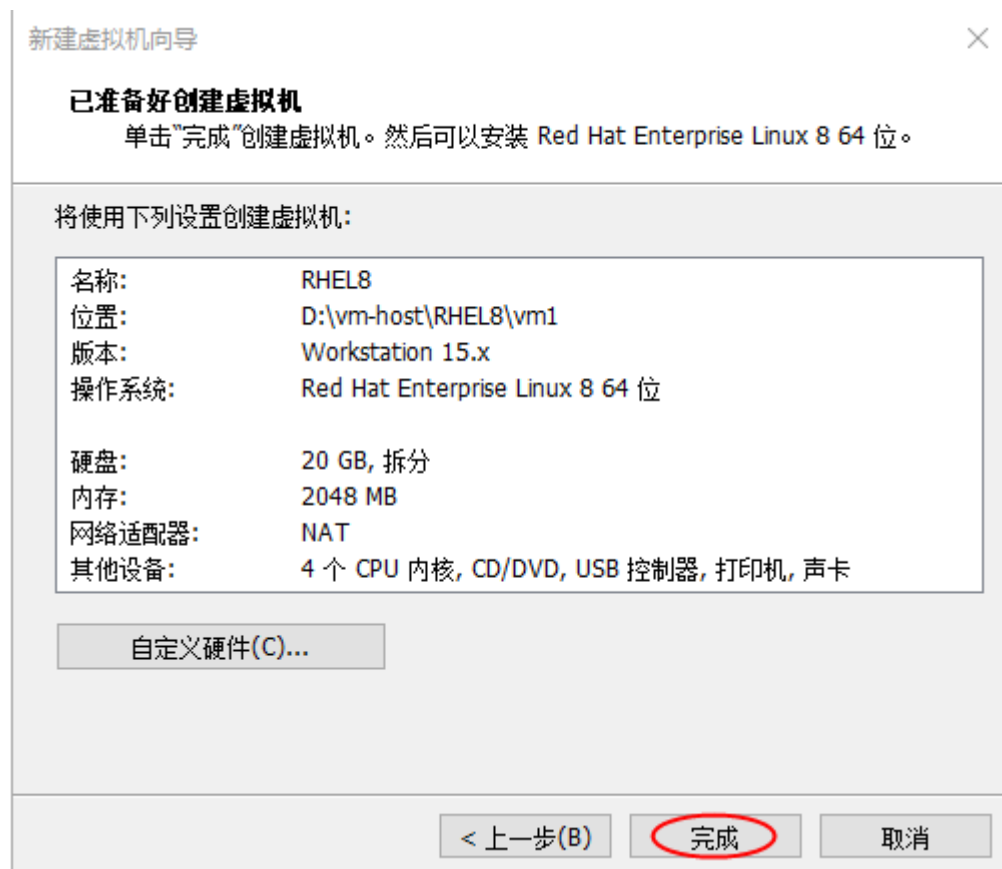 新建虚拟机向导
已准备好创建虚拟机
单击"完成"创建虚拟机。然后可以安装 Red Hat Enterprise Linux 8 64 位。
将使用下列设置创建虚拟机:
名称: RHEL8
位置: D:\vm-host\RHEL8\vm1
版本: Workstation 15.x
操作系统: Red Hat Enterprise Linux 8 64 位
硬盘: 20 GB, 拆分
内存: 2048 MB
网络适配器: NAT
其他设备: 4 个 CPU 内核, CD/DVD, USB 控制器, 打印机, 声卡
自定义硬件(C)...
< 上一步(B) 完成 取消